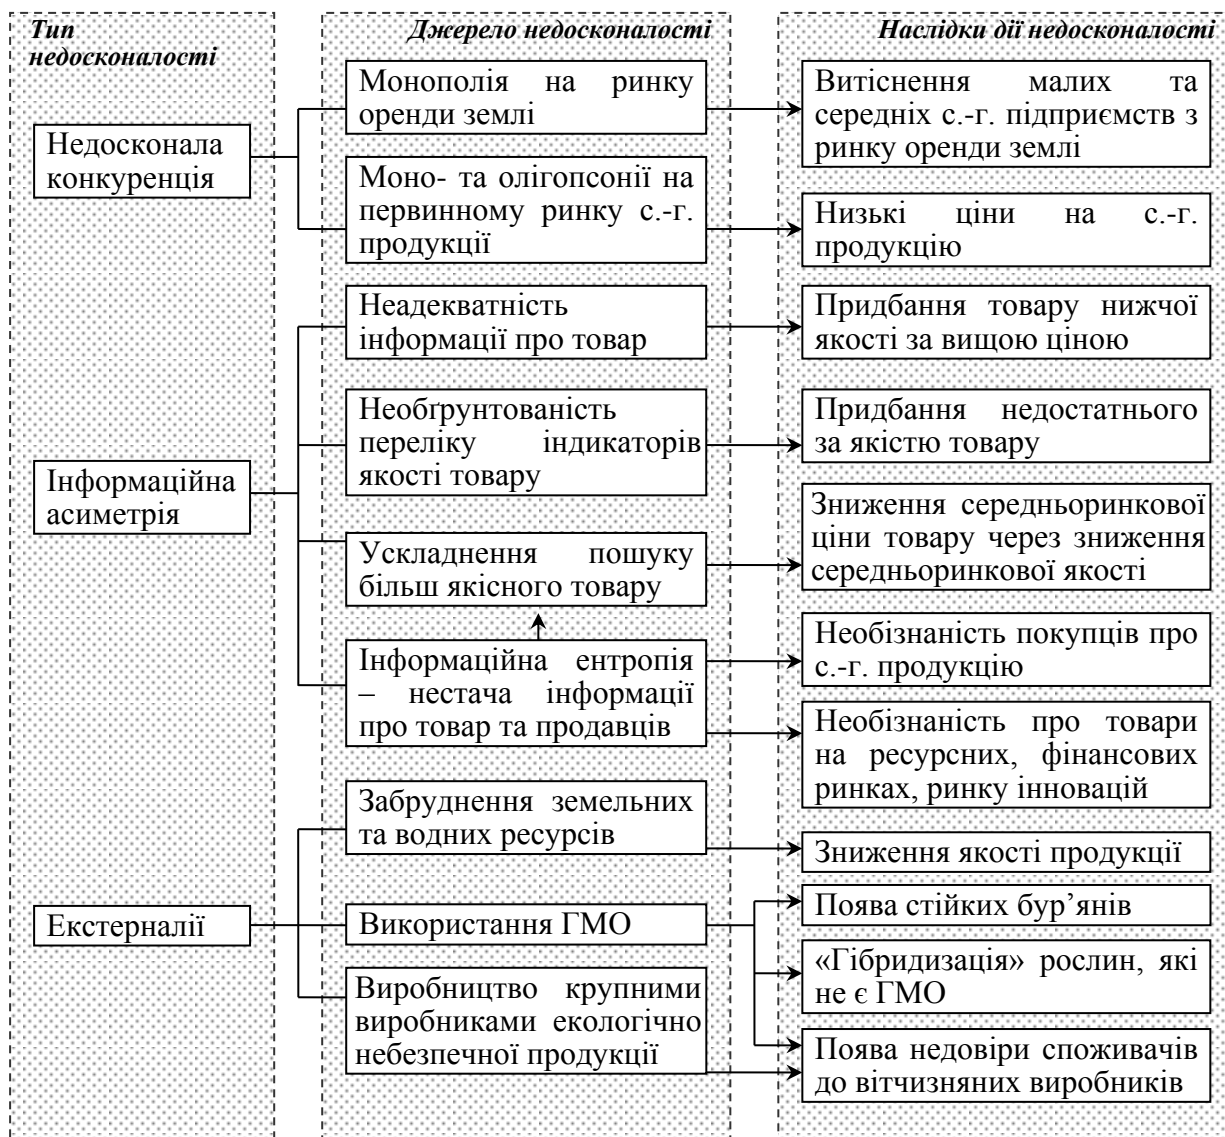 Тип
недосконалості
Джерело недосконалості
Наслідки дії недосконалості
Недосконала
конкуренція
Монополія на ринку
оренди землі
Витіснення малих та
середніх с.-г. підприємств з
ринку оренди землі
Моно- та олігопсонії на
первинному ринку с.-г.
продукції
Низькі ціни на с.-г.
продукцію
Інформаційна
асиметрія
Неадекватність
інформації про товар
Придбання товару нижчої
якості за вищою ціною
Необґрунтованість
переліку індикаторів
якості товару
Придбання недостатнього
за якістю товару
Ускладнення пошуку
більш якісного товару
Зниження середньоринкової
ціни товару через зниження
середньоринкової якості
Інформаційна ентропія
– нестача інформації
про товар та продавців
Необізнаність покупців про
с.-г. продукцію
Необізнаність про товари
на ресурсних, фінансових
ринках, ринку інновацій
Екстерналії
Забруднення земельних
та водних ресурсів
Зниження якості продукції
Використання ГМО
Поява стійких бур’янів
«Гібридизація» рослин, які
не є ГМО
Виробництво крупними
виробниками екологічно
небезпечної продукції
Поява недовіри споживачів
до вітчизняних виробників